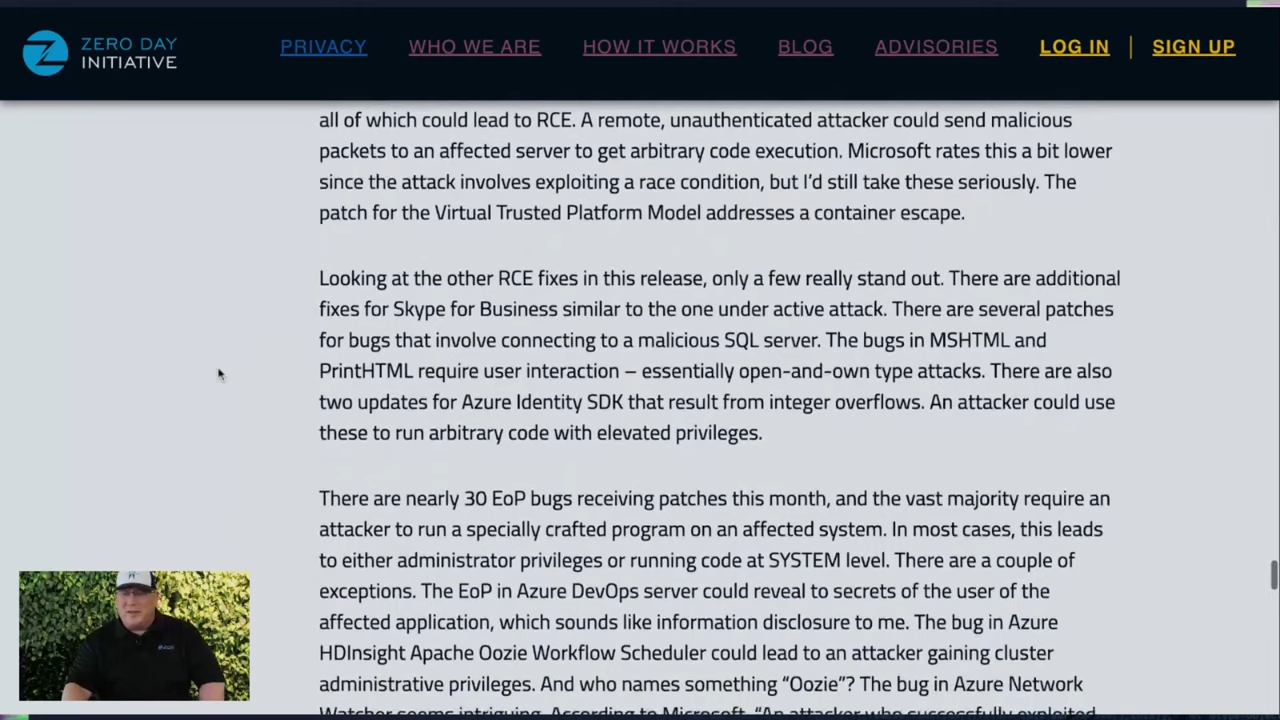 ZERO DAY
INITIATIVE
PRIVACY
WHO WE ARE
HOW IT WORKS
BLOG
ADVISORIES
LOG IN | SIGN UP
all of which could lead to RCE. A remote, unauthenticated attacker could send malicious
packets to an affected server to get arbitrary code execution. Microsoft rates this a bit lower
since the attack involves exploiting a race condition, but I’d still take these seriously. The
patch for the Virtual Trusted Platform Model addresses a container escape.
Looking at the other RCE fixes in this release, only a few really stand out. There are additional
fixes for Skype for Business similar to the one under active attack. There are several patches
for bugs that involve connecting to a malicious SQL server. The bugs in MSHTML and
PrintHTML require user interaction – essentially open-and-own type attacks. There are also
two updates for Azure Identity SDK that result from integer overflows. An attacker could use
these to run arbitrary code with elevated privileges.
There are nearly 30 EoP bugs receiving patches this month, and the vast majority require an
attacker to run a specially crafted program on an affected system. In most cases, this leads
to either administrator privileges or running code at SYSTEM level. There are a couple of
exceptions. The EoP in Azure DevOps server could reveal to secrets of the user of the
affected application, which sounds like information disclosure to me. The bug in Azure
HDInsight Apache Oozie Workflow Scheduler could lead to an attacker gaining cluster
administrative privileges. And who names something “Oozie”? The bug in Azure Network
Watcher seems intriguing. According to Microsoft, “An attacker who successfully exploited